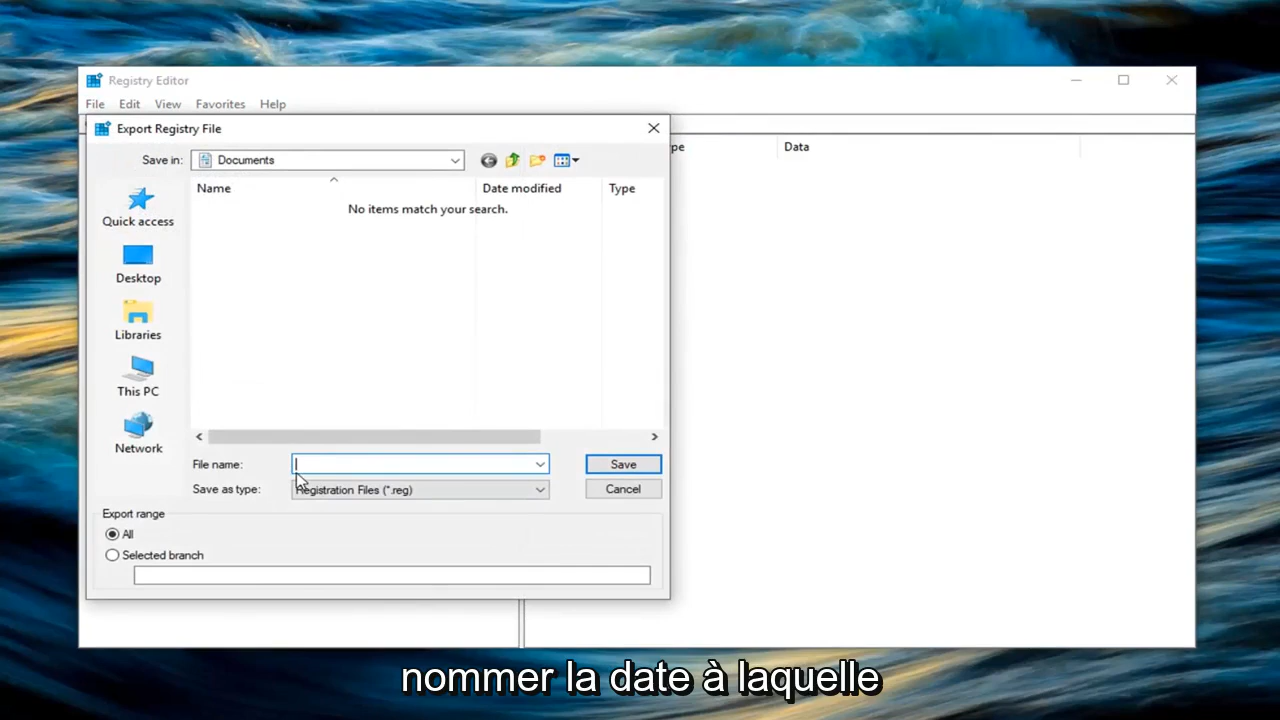 Registry Editor
File Edit View Favorites Help
Export Registry File
Save in: Documents
Name Date modified Type
No items match your search.
Quick access
Desktop
Libraries
This PC
Network
File name: Save
Save as type: Registration Files (*.reg) Cancel
Export range
All
Selected branch
Data
nommer la date à laquelle